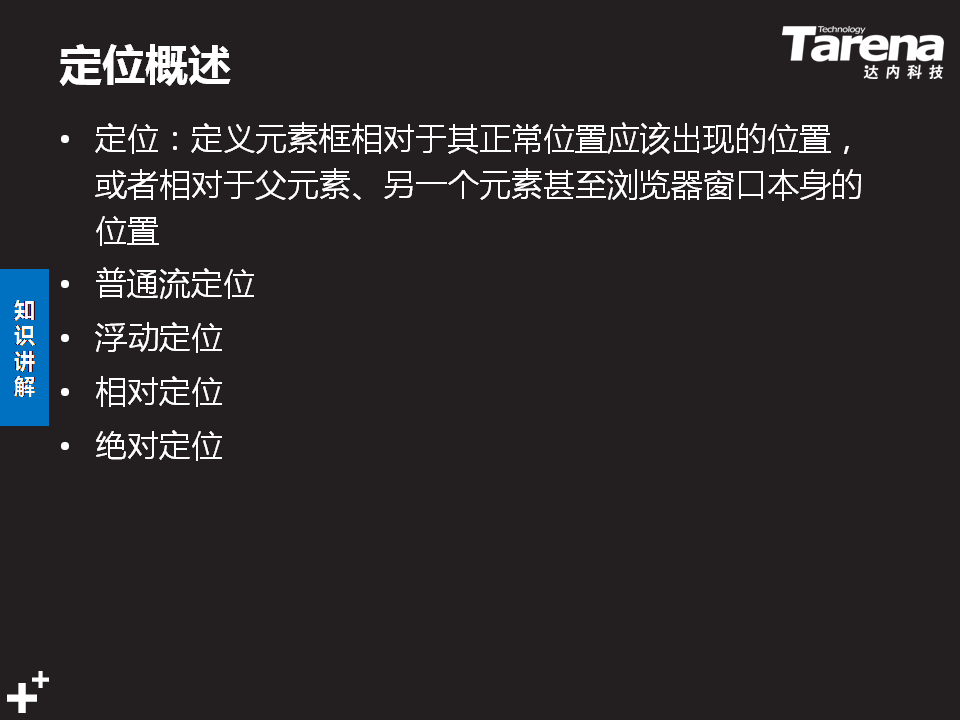 定位概述
Technology
Tarena
达内科技
• 定位：定义元素框相对于其正常位置应该出现的位置，
或者相对于父元素、另一个元素甚至浏览器窗口本身的
位置
• 普通流定位
• 浮动定位
• 相对定位
• 绝对定位
知
识
讲
解